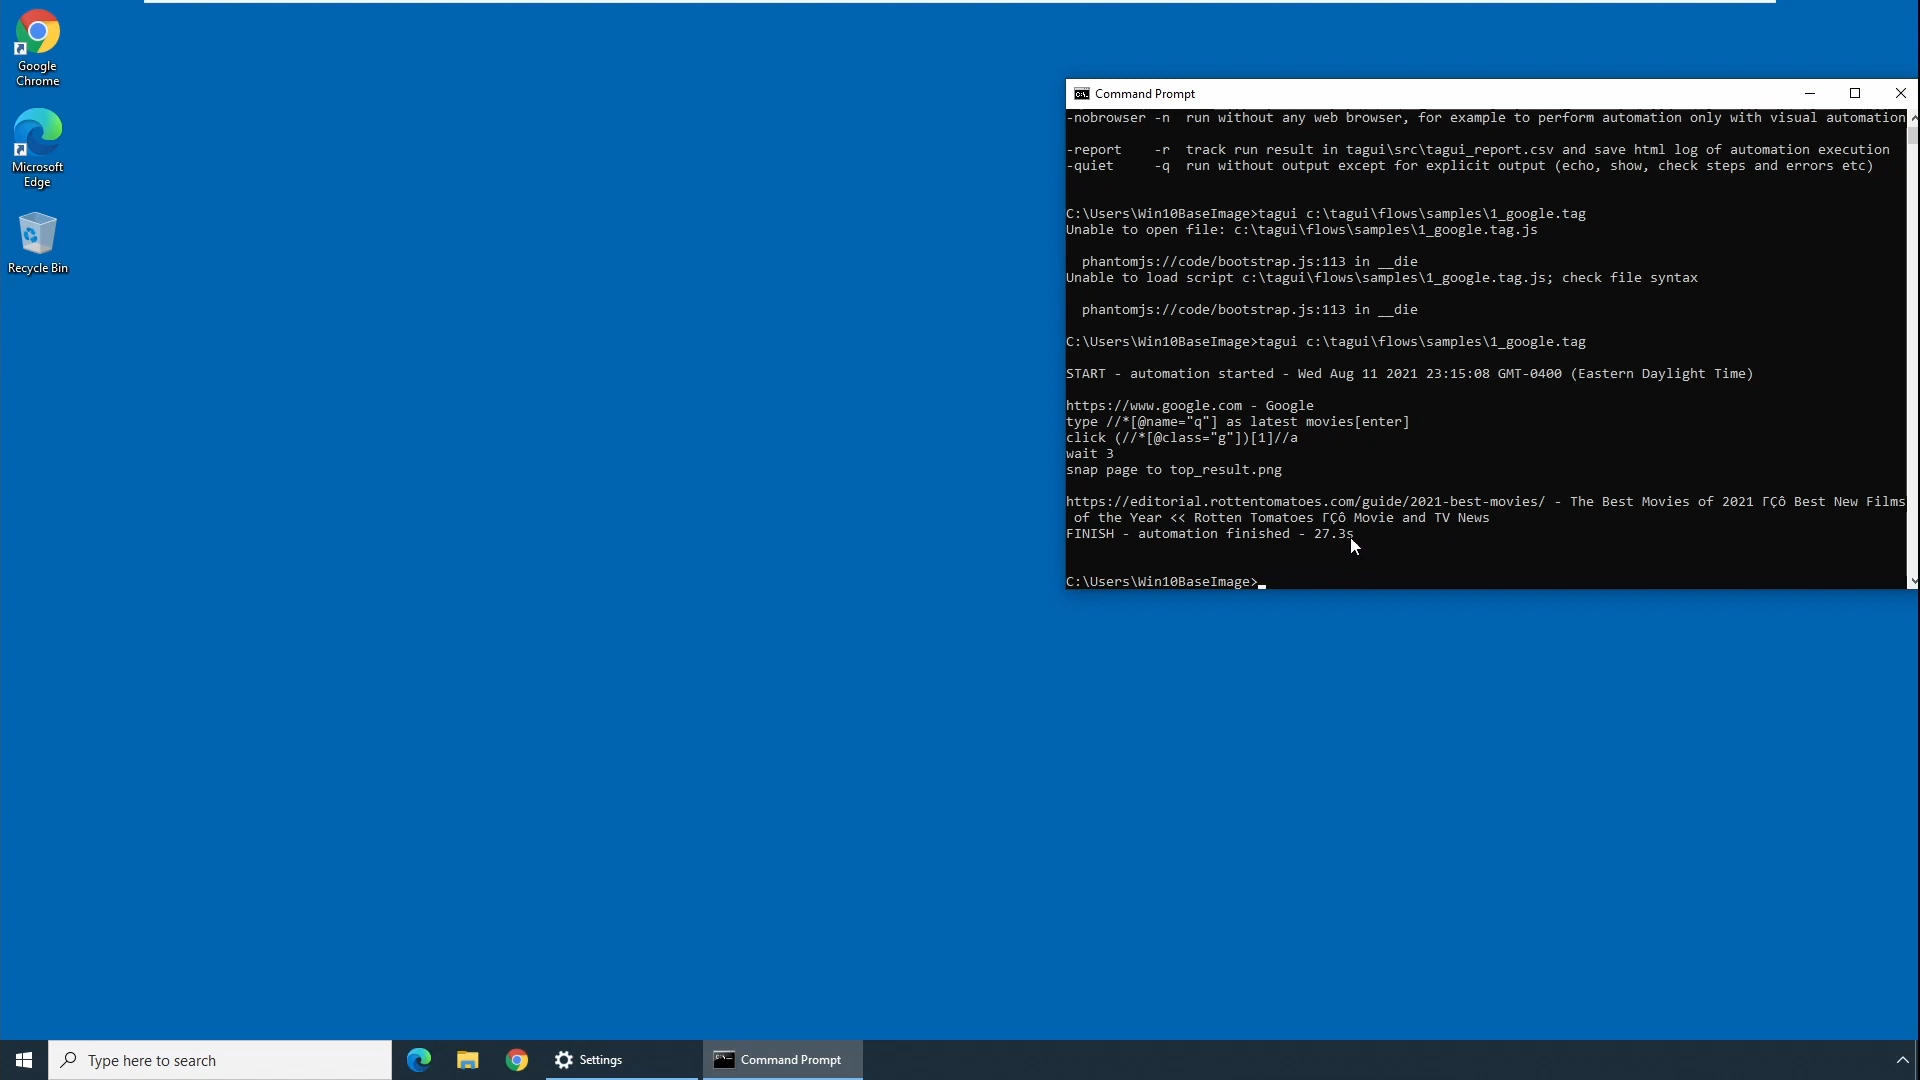 Google
Chrome
Microsoft
Edge
Recycle Bin
Command Prompt
-nobrowser -n  run without any web browser, for example to perform automation only with visual automation
-report    -r  track run result in tagui\src\tagui_report.csv and save html log of automation execution
-quiet     -q  run without output except for explicit output (echo, show, check steps and errors etc)
C:\Users\Win10BaseImage>tagui c:\tagui\flows\samples\1_google.tag
Unable to open file: c:\tagui\flows\samples\1_google.tag.js
phantomjs://code/bootstrap.js:113 in __die
Unable to load script c:\tagui\flows\samples\1_google.tag.js; check file syntax
phantomjs://code/bootstrap.js:113 in __die
C:\Users\Win10BaseImage>tagui c:\tagui\flows\samples\1_google.tag
START - automation started - Wed Aug 11 2021 23:15:08 GMT-0400 (Eastern Daylight Time)
https://www.google.com - Google
type //*[@name="q"] as latest movies[enter]
click (//*[@class="g"])[1]//a
wait 3
snap page to top_result.png
https://editorial.rottentomatoes.com/guide/2021-best-movies/ - The Best Movies of 2021 ΓÇô Best New Films
of the Year << Rotten Tomatoes ΓÇô Movie and TV News
FINISH - automation finished - 27.3s
C:\Users\Win10BaseImage>
Type here to search
Settings
Command Prompt